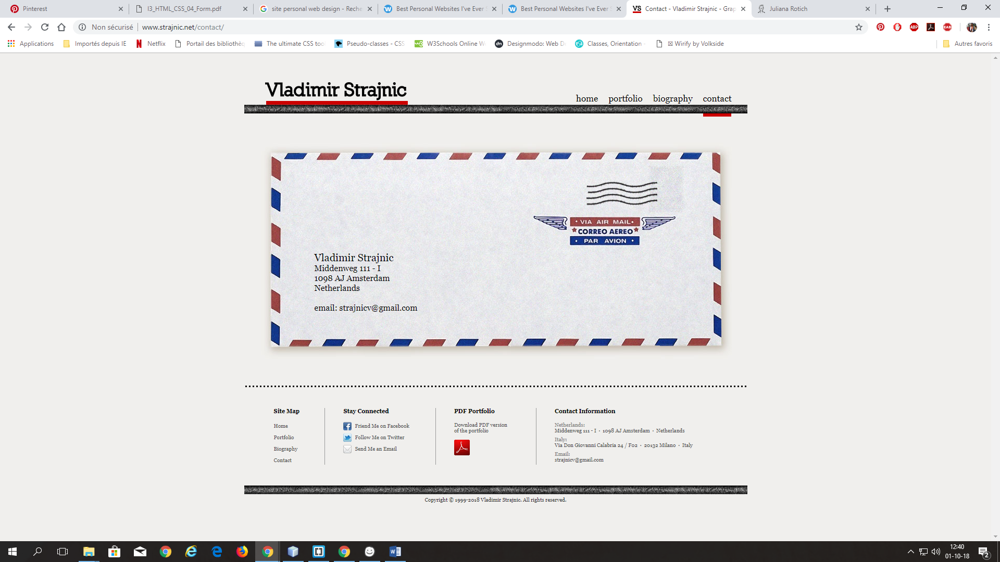 Pinterest
I3_HTML_CSS_04_Form.pdf
site personal web design - Reche
Best Personal Websites I've Ever S
Best Personal Websites I've Ever S
VS Contact - Vladimir Strajnic - Grap
Juliana Rotich
Non sécurisé | www.strajnic.net/contact/
Applications
Importés depuis IE
Netflix
Portail des bibliothèq
The ultimate CSS tool
Pseudo-classes - CSS
W3Schools Online W
Designmodo: Web D
Classes, Orientation -
Wirify by Volkside
Autres favoris
Vladimir Strajnic
home portfolio biography contact
VIA AIR MAIL
CORREO AEREO
PAR AVION
Vladimir Strajnic
Middenweg 111 - I
1098 AJ Amsterdam
Netherlands
email: strajnicv@gmail.com
Site Map
Home
Portfolio
Biography
Contact
Stay Connected
Friend Me on Facebook
Follow Me on Twitter
Send Me an Email
PDF Portfolio
Download PDF version
of the portfolio
Contact Information
Netherlands:
Middenweg 111 - I · 1098 AJ Amsterdam · Netherlands
Italy:
Via Don Giovanni Calabria 24 / F02 · 20132 Milano · Italy
Email:
strajnicv@gmail.com
Copyright © 1999-2018 Vladimir Strajnic. All rights reserved.
12:40
01-10-18
2